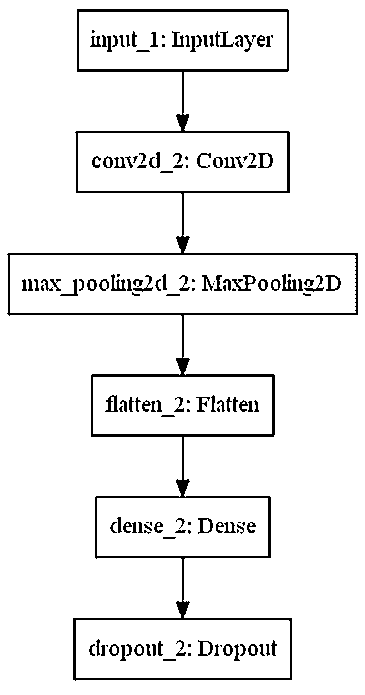 input_1: InputLayer
conv2d_2: Conv2D
max_pooling2d_2: MaxPooling2D
flatten_2: Flatten
dense_2: Dense
dropout_2: Dropout